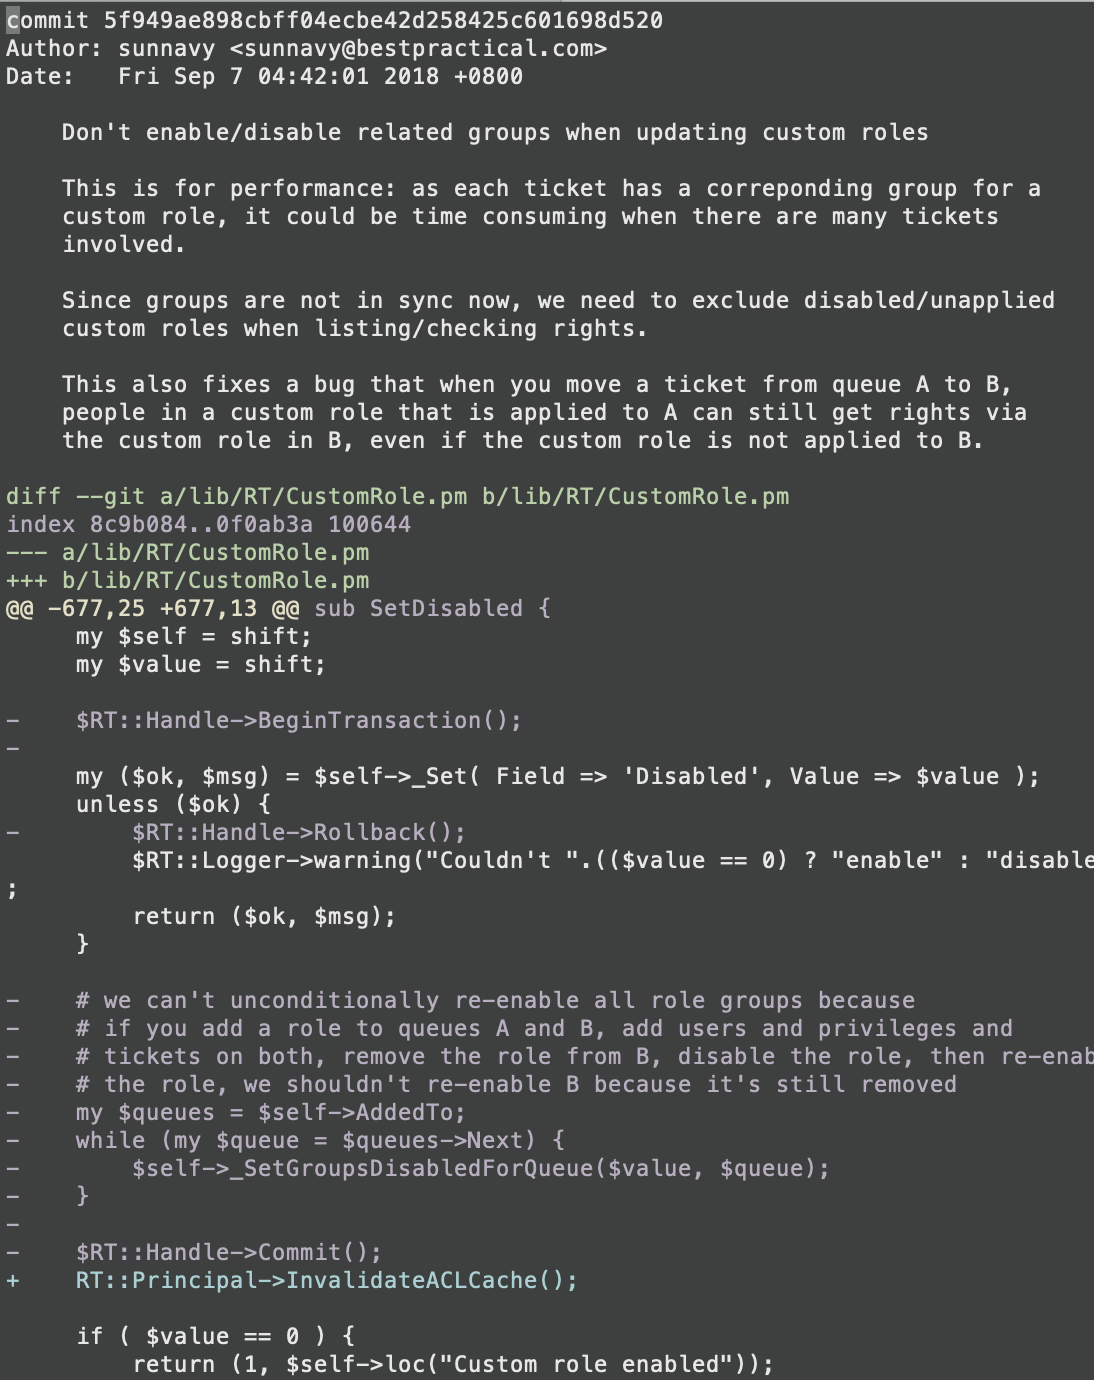 commit 5f949ae898cbff04ecbe42d258425c601698d520
Author: sunnavy <sunnavy@bestpractical.com>
Date:   Fri Sep 7 04:42:01 2018 +0800

    Don't enable/disable related groups when updating custom roles

    This is for performance: as each ticket has a correponding group for a
    custom role, it could be time consuming when there are many tickets
    involved.

    Since groups are not in sync now, we need to exclude disabled/unapplied
    custom roles when listing/checking rights.

    This also fixes a bug that when you move a ticket from queue A to B,
    people in a custom role that is applied to A can still get rights via
    the custom role in B, even if the custom role is not applied to B.

diff --git a/lib/RT/CustomRole.pm b/lib/RT/CustomRole.pm
index 8c9b084..0f0ab3a 100644
--- a/lib/RT/CustomRole.pm
+++ b/lib/RT/CustomRole.pm
@@ -677,25 +677,13 @@ sub SetDisabled {
     my $self = shift;
     my $value = shift;

-    $RT::Handle->BeginTransaction();
-
     my ($ok, $msg) = $self->_Set( Field => 'Disabled', Value => $value );
     unless ($ok) {
-        $RT::Handle->Rollback();
         $RT::Logger->warning("Couldn't ".(($value == 0) ? "enable" : "disable
;
         return ($ok, $msg);
     }

-    # we can't unconditionally re-enable all role groups because
-    # if you add a role to queues A and B, add users and privileges and
-    # tickets on both, remove the role from B, disable the role, then re-enab
-    # the role, we shouldn't re-enable B because it's still removed
-    my $queues = $self->AddedTo;
-    while (my $queue = $queues->Next) {
-        $self->_SetGroupsDisabledForQueue($value, $queue);
-    }
-
-    $RT::Handle->Commit();
+    RT::Principal->InvalidateACLCache();

     if ( $value == 0 ) {
         return (1, $self->loc("Custom role enabled"));